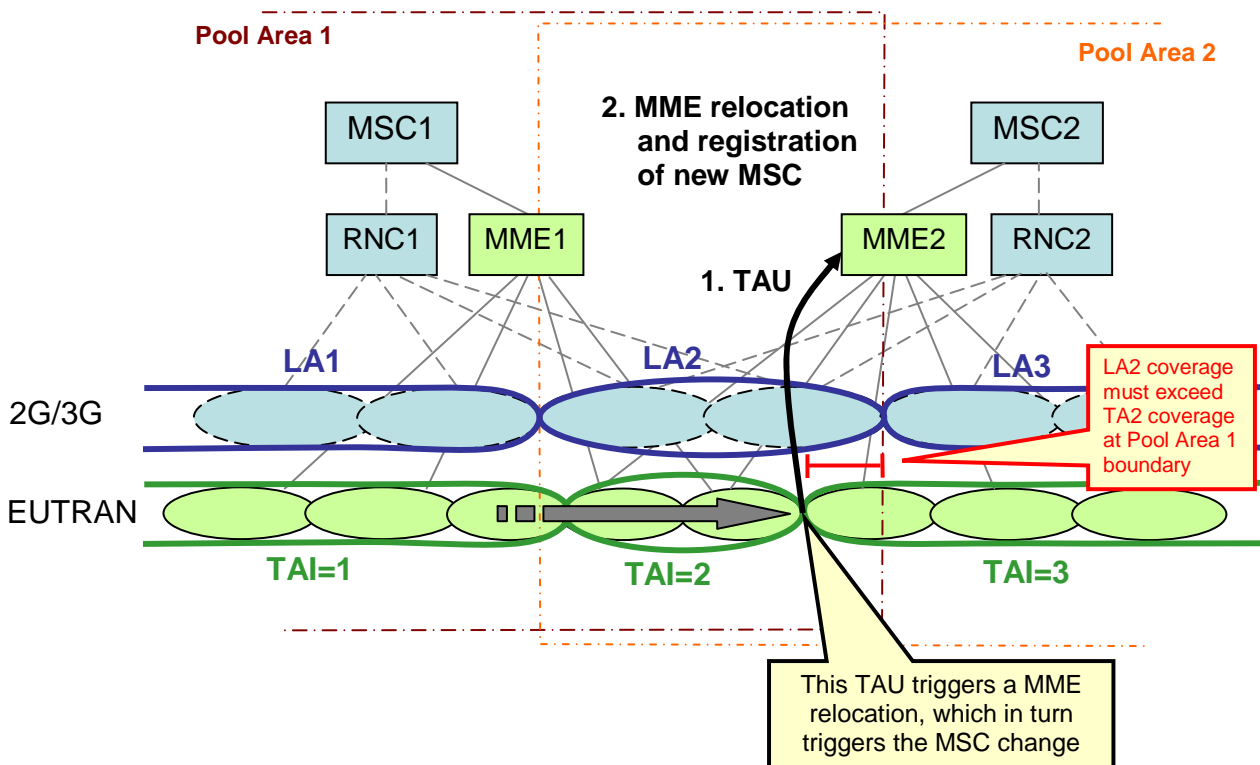 Pool Area 1
Pool Area 2
2. MME relocation
and registration
of new MSC
MSC1
MSC2
RNC1
MME1
MME2
RNC2
1. TAU
LA1
LA2
LA3
LA2 coverage
must exceed
TA2 coverage
at Pool Area 1
boundary
2G/3G
EUTRAN
TAI=1
TAI=2
TAI=3
This TAU triggers a MME
relocation, which in turn
triggers the MSC change